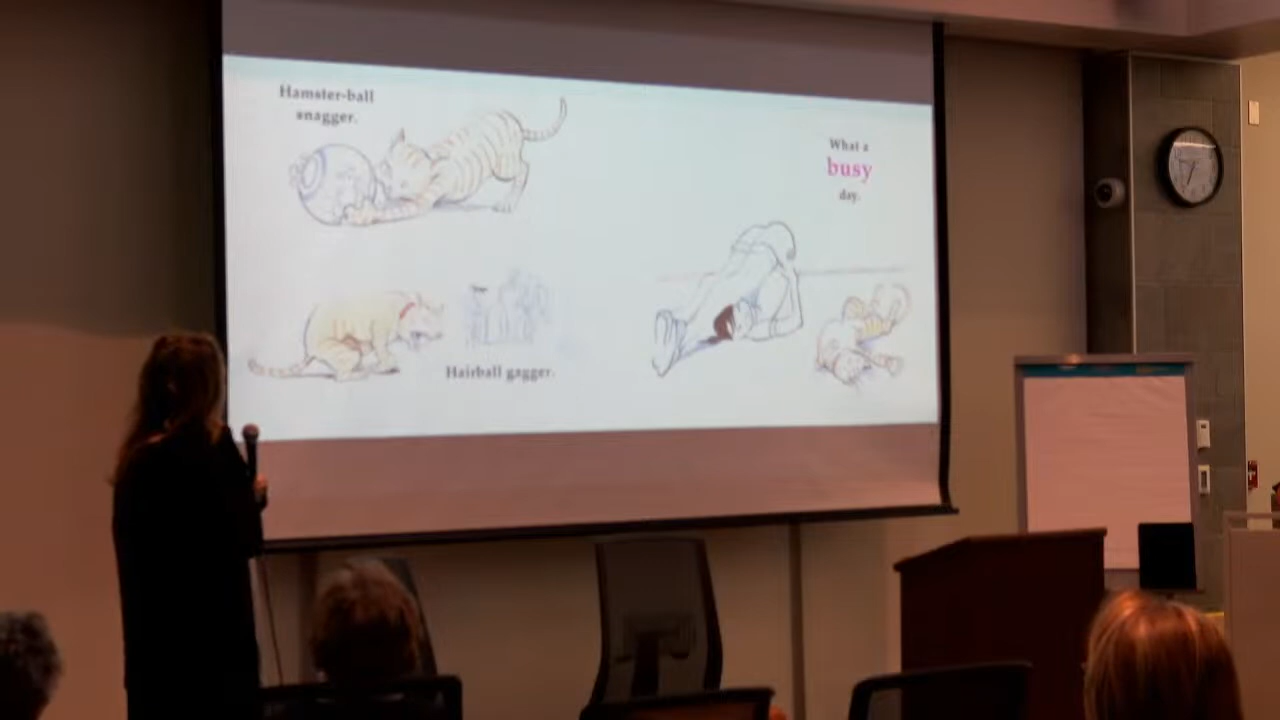 Hamster-ball
snagger.
Hairball gagger.
What a
busy
day.